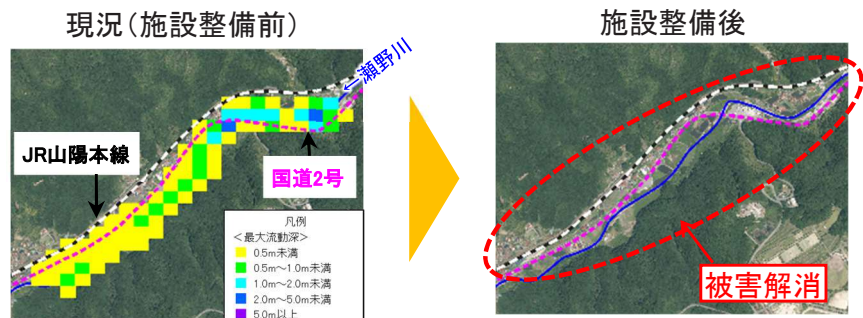 現況（施設整備前）
施設整備後
←瀬野川
JR山陽本線
国道2号
凡例
＜最大流動深＞
0.5m未満
0.5m～1.0m未満
1.0m～2.0m未満
2.0m～5.0m未満
5.0m以上
被害解消